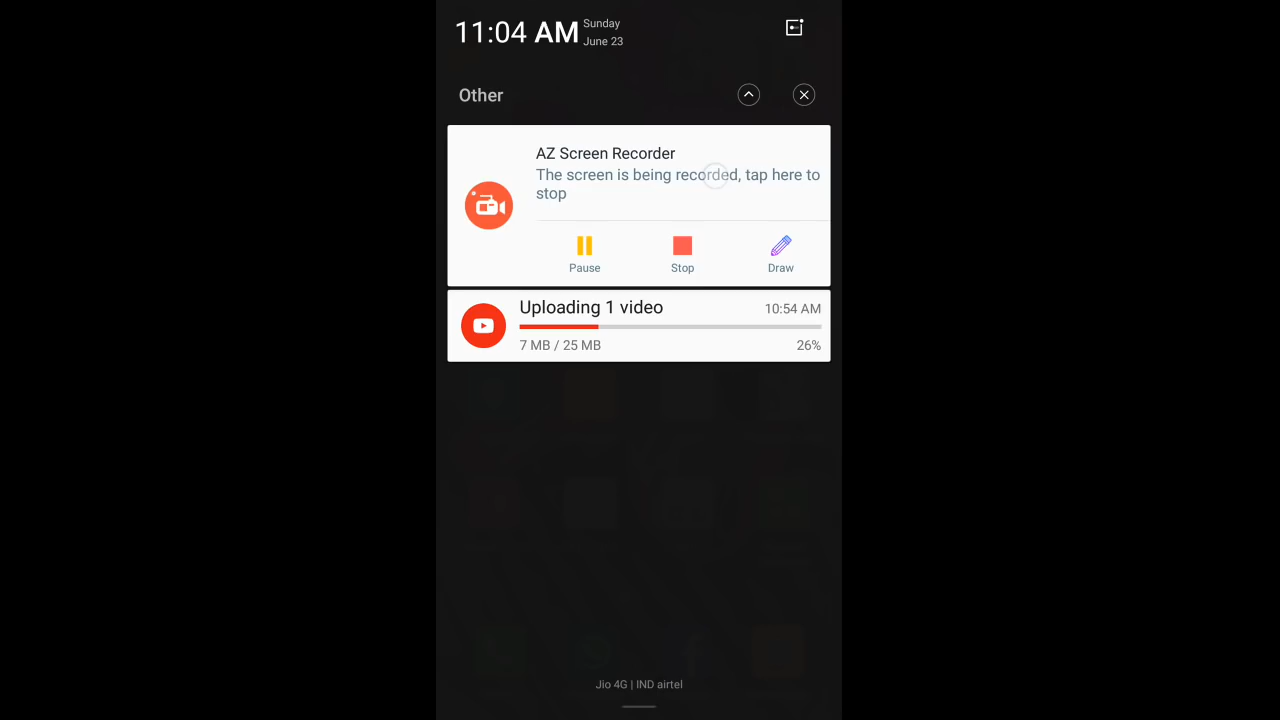 11:04 AM Sunday
June 23
Other
AZ Screen Recorder
The screen is being recorded, tap here to
stop
Pause Stop Draw
Uploading 1 video 10:54 AM
7 MB / 25 MB 26%
Jio 4G | IND airtel